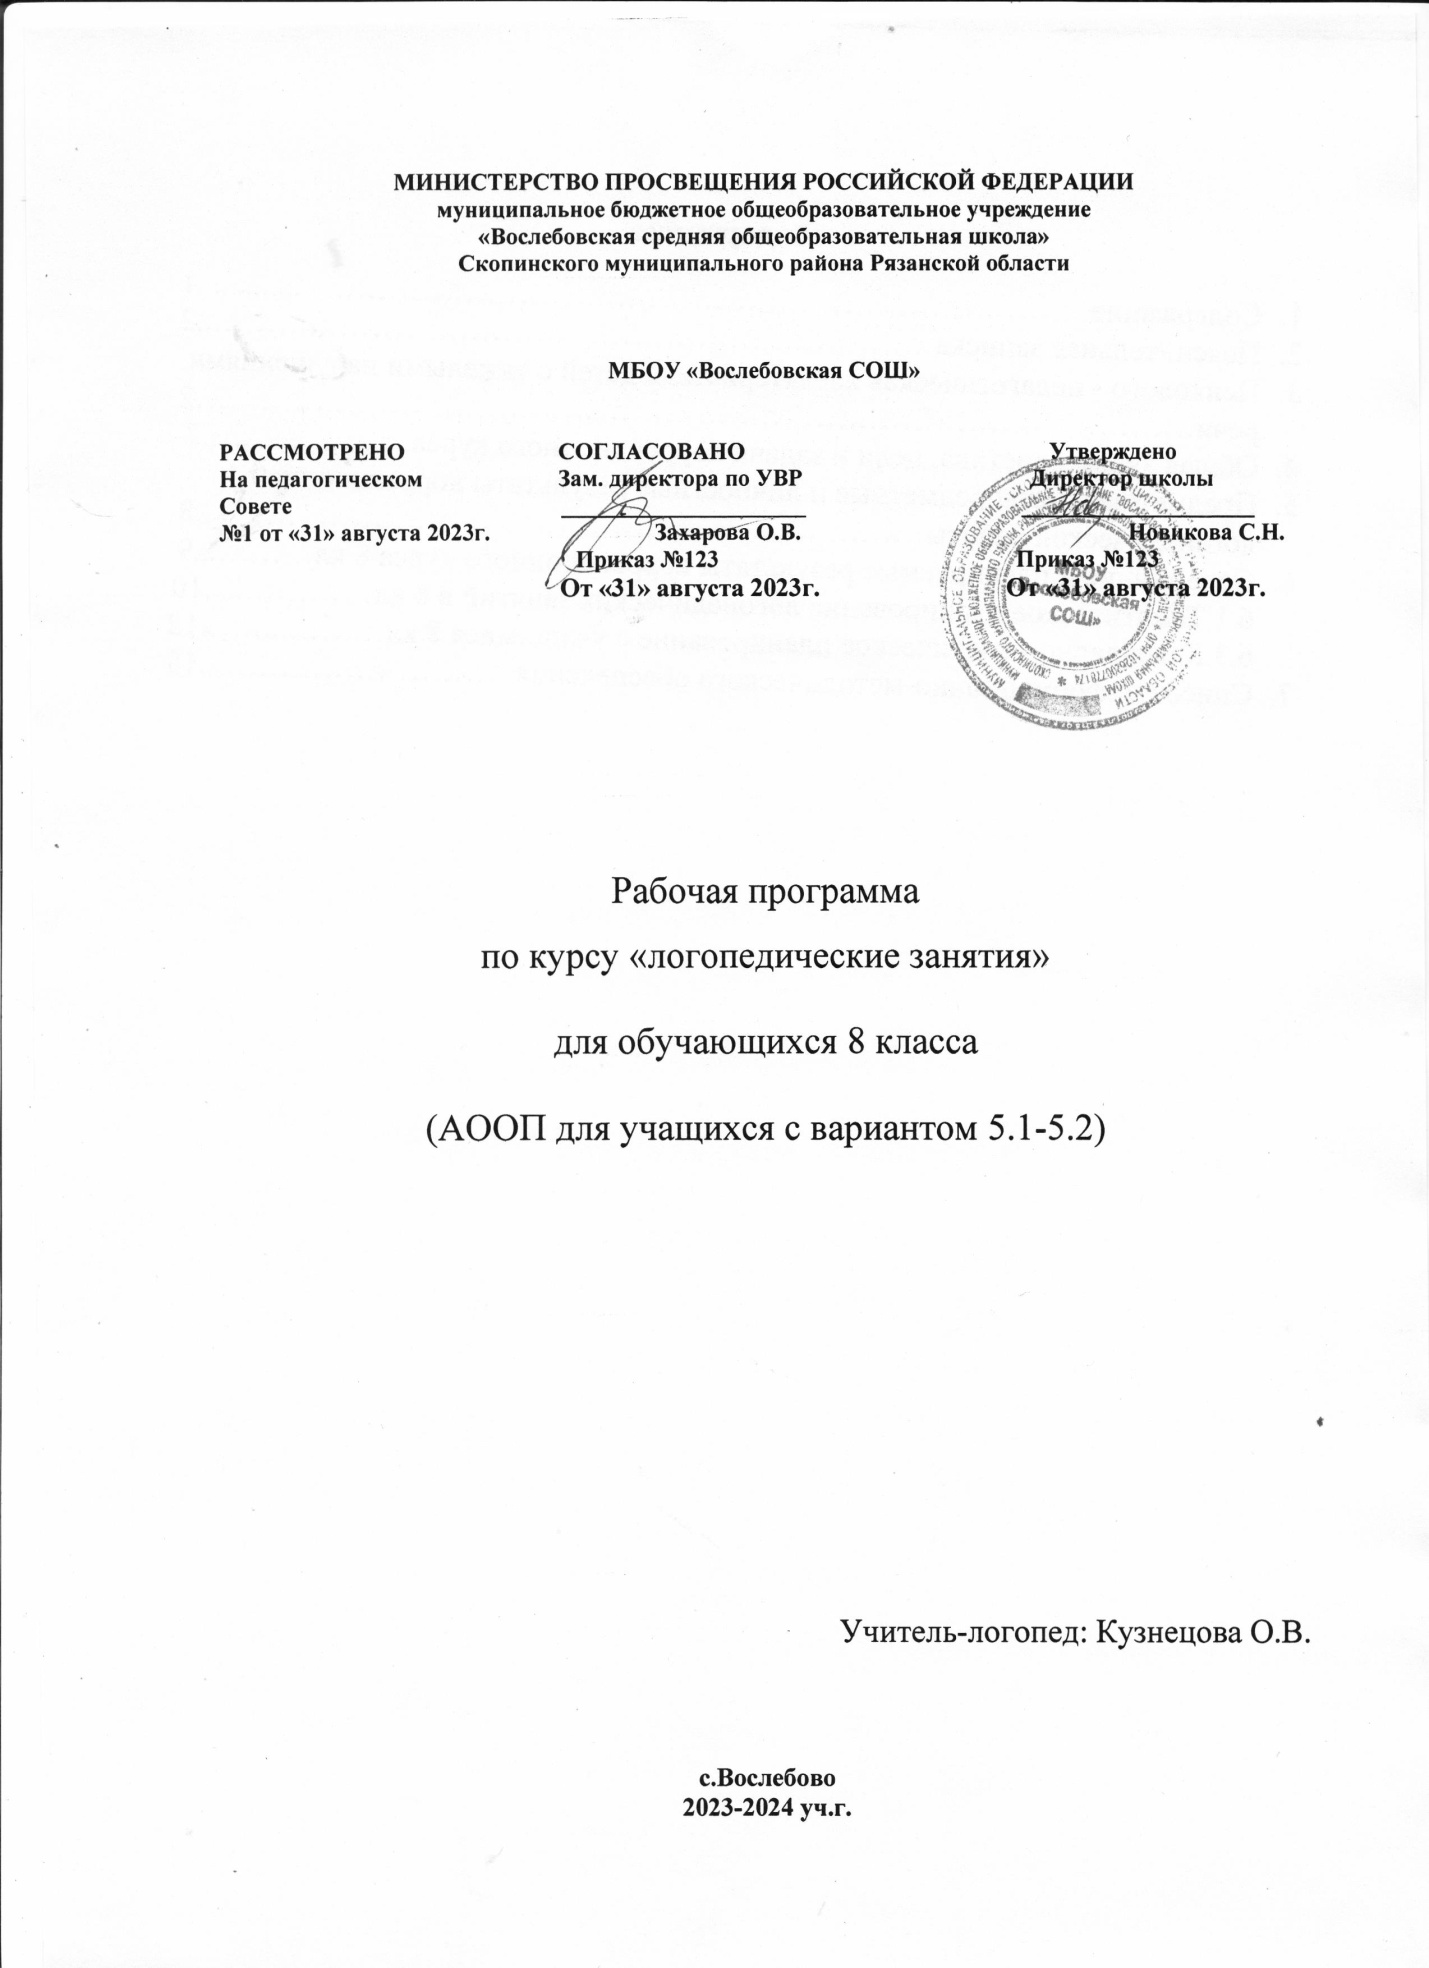 МИНИСТЕРСТВО ПРОСВЕЩЕНИЯ РОССИЙСКОЙ ФЕДЕРАЦИИ
муниципальное бюджетное общеобразовательное учреждение
«Вослебовская средняя общеобразовательная школа»
Скопинского муниципального района Рязанской области
МБОУ «Вослебовская СОШ»
РАССМОТРЕНО
На педагогическом
Совете
№1 от «31» августа 2023г.
СОГЛАСОВАНО
Зам. директора по УВР
Захарова О.В.
Приказ №123
От «31» августа 2023г.
Утверждено
Директор школы
Новикова С.Н.
Приказ №123
От «31» августа 2023г.
МБОУ
«Вослебовская
СОШ»
Рабочая программа
по курсу «логопедические занятия»
для обучающихся 8 класса
(АООП для учащихся с вариантом 5.1-5.2)
Учитель-логопед: Кузнецова О.В.
с.Вослебово
2023-2024 уч.г.